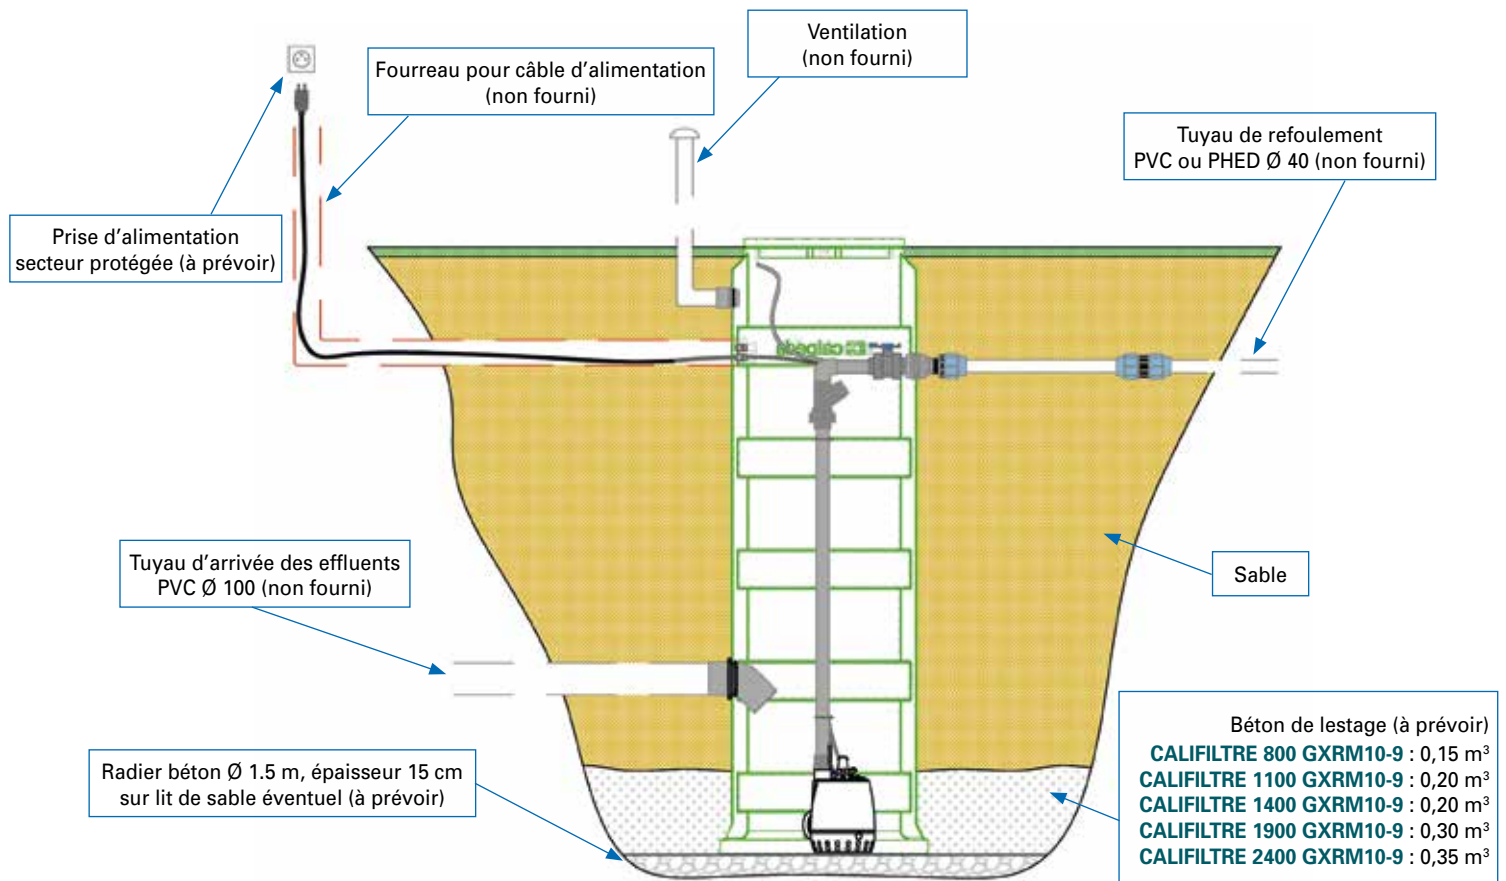 Ventilation
(non fourni)
Fourreau pour câble d'alimentation
(non fourni)
Tuyau de refoulement
PVC ou PHED Ø 40 (non fourni)
Prise d'alimentation
secteur protégée (à prévoir)
calpeda
Tuyau d'arrivée des effluents
PVC Ø 100 (non fourni)
Sable
Radier béton Ø 1.5 m, épaisseur 15 cm
sur lit de sable éventuel (à prévoir)
Béton de lestage (à prévoir)
CALIFILTRE 800 GXRM10-9 : 0,15 m³
CALIFILTRE 1100 GXRM10-9 : 0,20 m³
CALIFILTRE 1400 GXRM10-9 : 0,20 m³
CALIFILTRE 1900 GXRM10-9 : 0,30 m³
CALIFILTRE 2400 GXRM10-9 : 0,35 m³